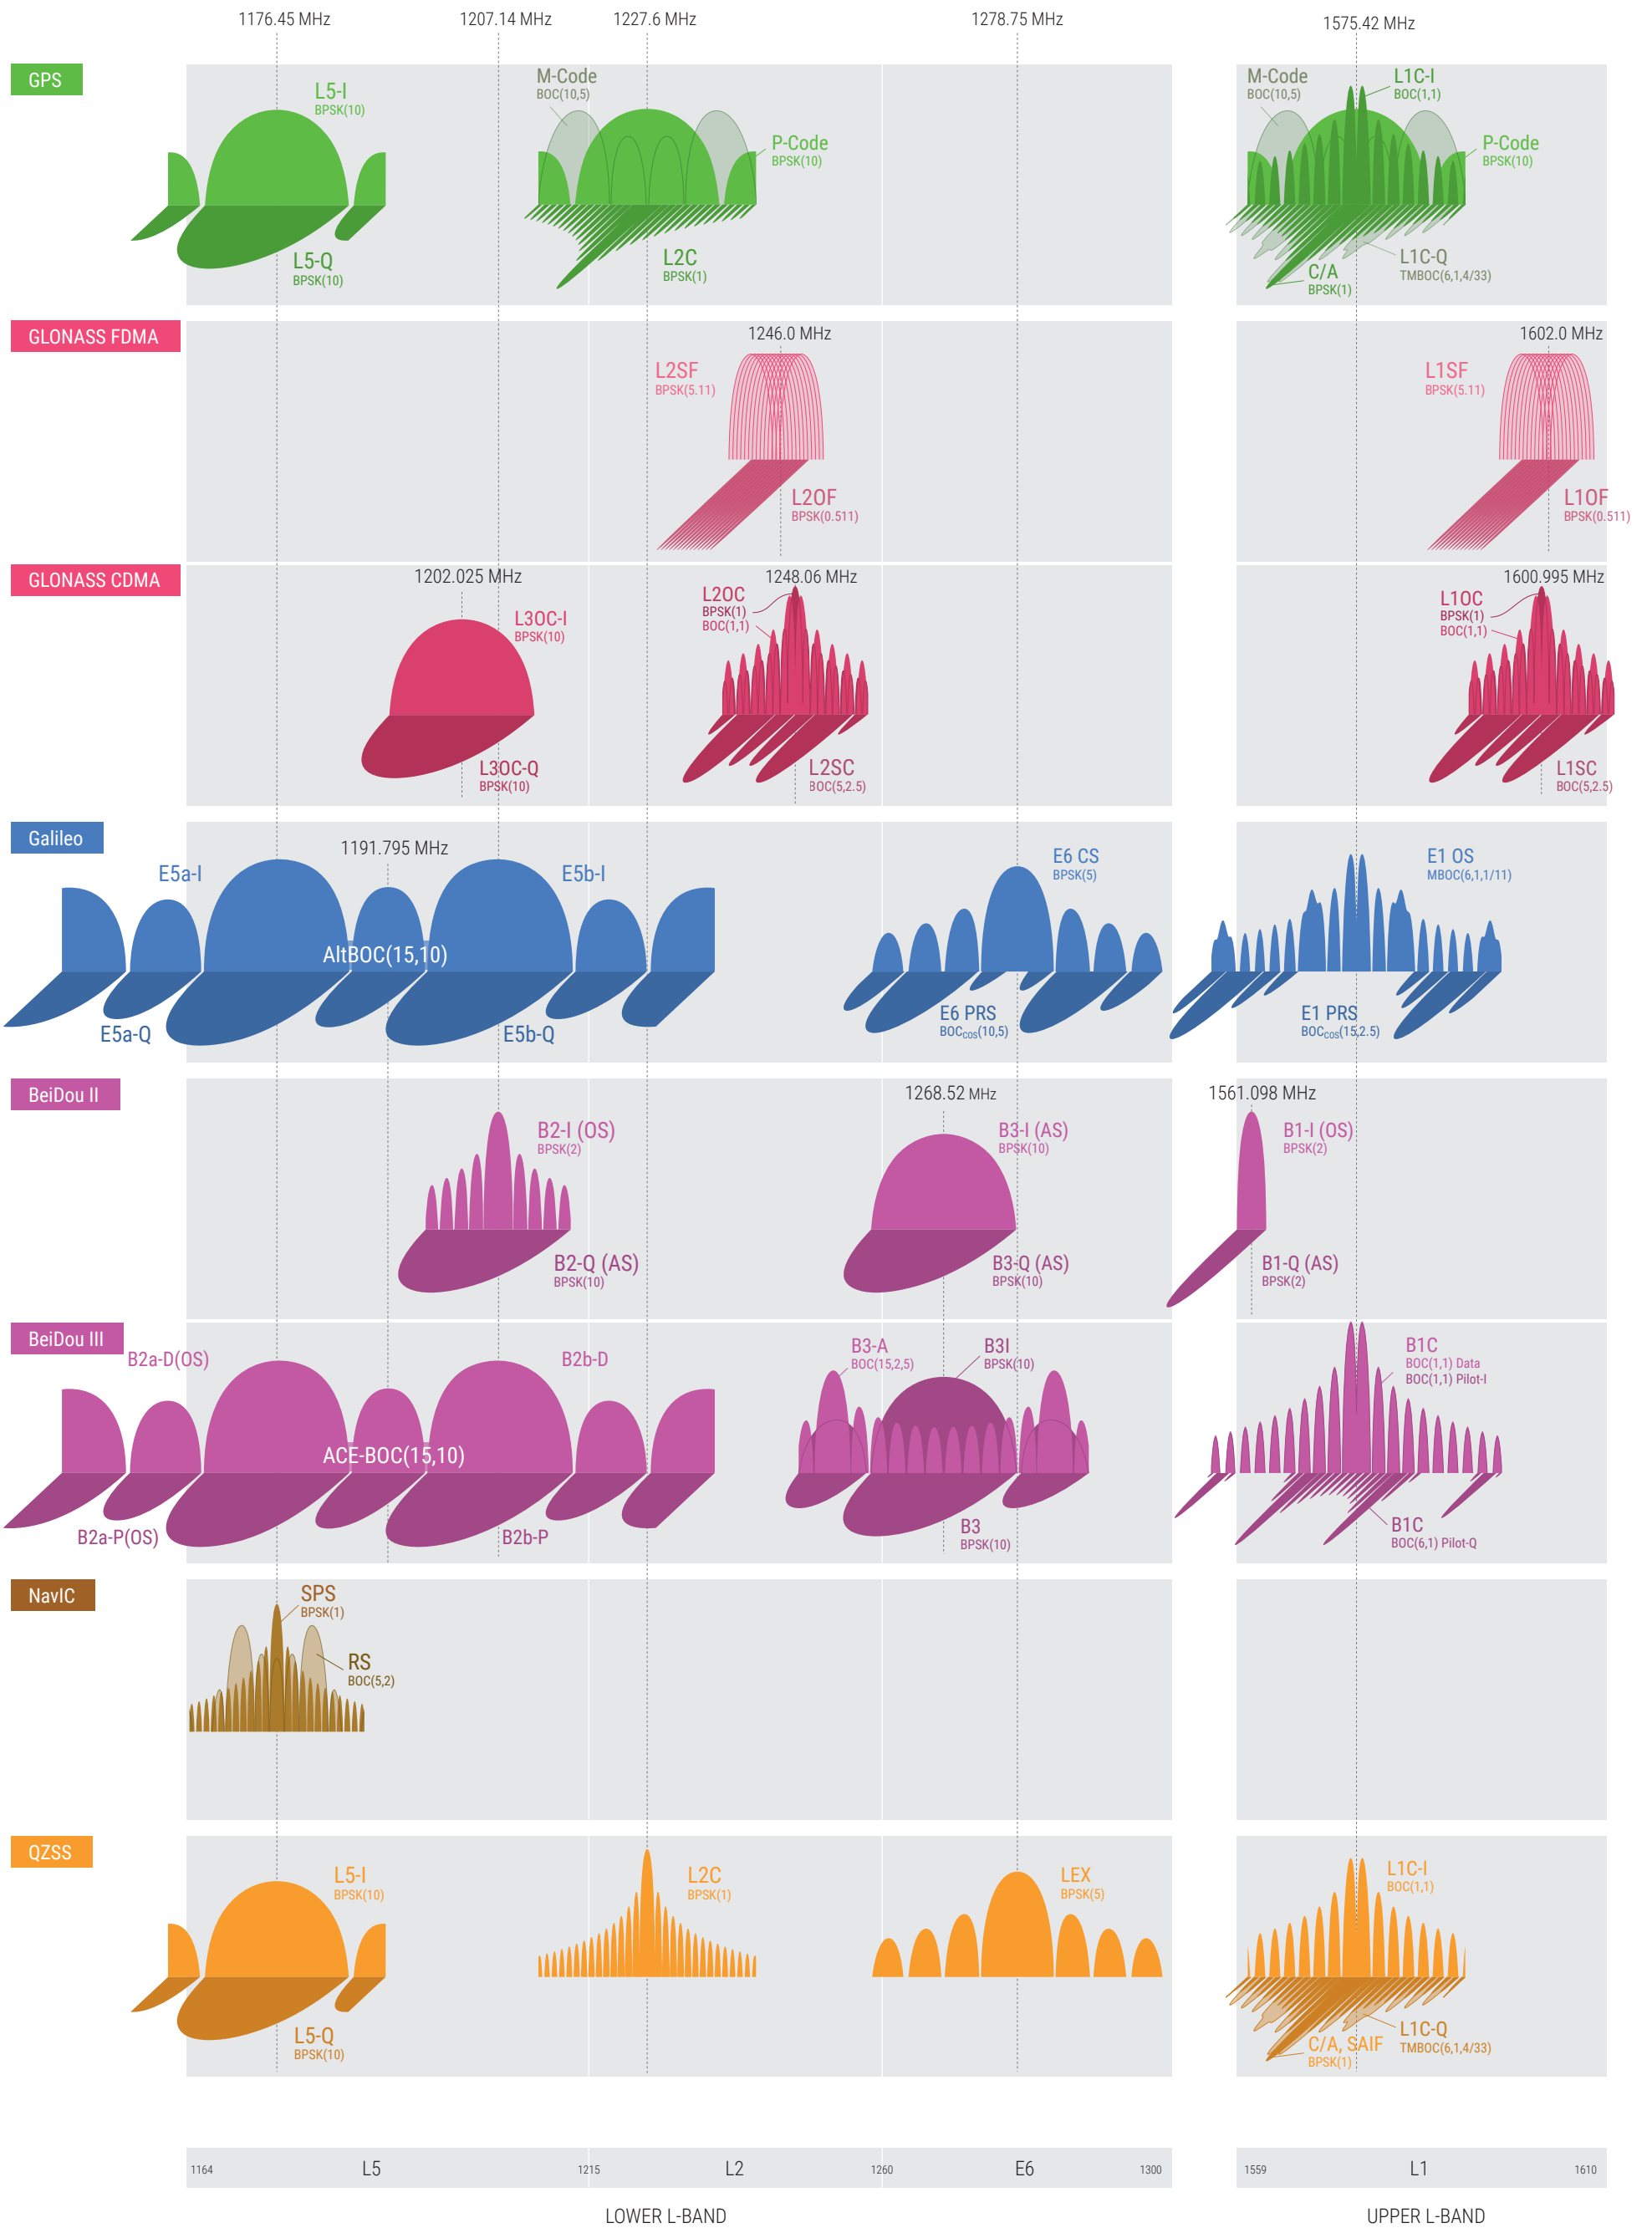 1176.45 MHz
1207.14 MHz
1227.6 MHz
1278.75 MHz
1575.42 MHz
GPS
L5-I
BPSK(10)
L5-Q
BPSK(10)
M-Code
BOC(10,5)
P-Code
BPSK(10)
L2C
BPSK(1)
M-Code
BOC(10,5)
L1C-I
BOC(1,1)
P-Code
BPSK(10)
L1C-Q
TMBOC(6,1,4/33)
C/A
BPSK(1)
GLONASS FDMA
1246.0 MHz
L2SF
BPSK(5.11)
L2OF
BPSK(0.511)
1602.0 MHz
L1SF
BPSK(5.11)
L1OF
BPSK(0.511)
GLONASS CDMA
1202.025 MHz
L3OC-I
BPSK(10)
L3OC-Q
BPSK(10)
1248.06 MHz
L2OC
BPSK(1)
BOC(1,1)
L2SC
BOC(5,2.5)
1600.995 MHz
L1OC
BPSK(1)
BOC(1,1)
L1SC
BOC(5,2.5)
Galileo
1191.795 MHz
E5a-I
E5b-I
AltBOC(15,10)
E5a-Q
E5b-Q
E6 CS
BPSK(5)
E6 PRS
BOCcos(10,5)
E1 OS
MBOC(6,1,1/11)
E1 PRS
BOCcos(15,2.5)
BeiDou II
B2-I (OS)
BPSK(2)
B2-Q (AS)
BPSK(10)
1268.52 MHz
B3-I (AS)
BPSK(10)
B3-Q (AS)
BPSK(10)
1561.098 MHz
B1-I (OS)
BPSK(2)
B1-Q (AS)
BPSK(2)
BeiDou III
B2a-D(OS)
B2b-D
ACE-BOC(15,10)
B2a-P(OS)
B2b-P
B3-A
BOC(15,2,5)
B3I
BPSK(10)
B3
BPSK(10)
B1C
BOC(1,1) Data
BOC(1,1) Pilot-I
B1C
BOC(6,1) Pilot-Q
NavIC
SPS
BPSK(1)
RS
BOC(5,2)
QZSS
L5-I
BPSK(10)
L5-Q
BPSK(10)
L2C
BPSK(1)
LEX
BPSK(5)
L1C-I
BOC(1,1)
L1C-Q
TMBOC(6,1,4/33)
C/A, SAIF
BPSK(1)
1164
L5
1215
L2
1260
E6
1300
1559
L1
1610
LOWER L-BAND
UPPER L-BAND